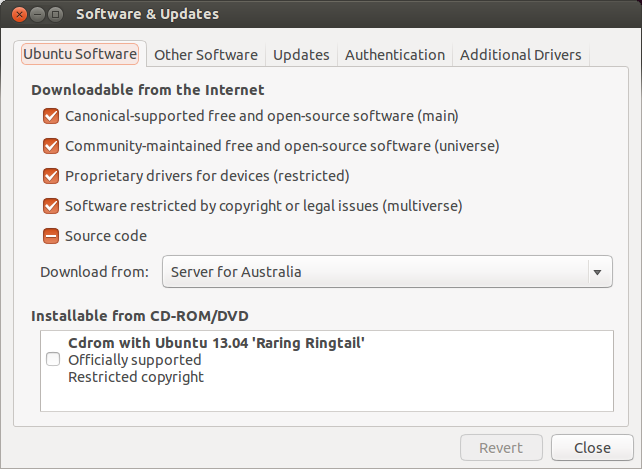 Software & Updates
Ubuntu Software
Other Software
Updates
Authentication
Additional Drivers
Downloadable from the Internet
Canonical-supported free and open-source software (main)
Community-maintained free and open-source software (universe)
Proprietary drivers for devices (restricted)
Software restricted by copyright or legal issues (multiverse)
Source code
Download from: Server for Australia
Installable from CD-ROM/DVD
Cdrom with Ubuntu 13.04 'Raring Ringtail'
Officially supported
Restricted copyright
Revert
Close